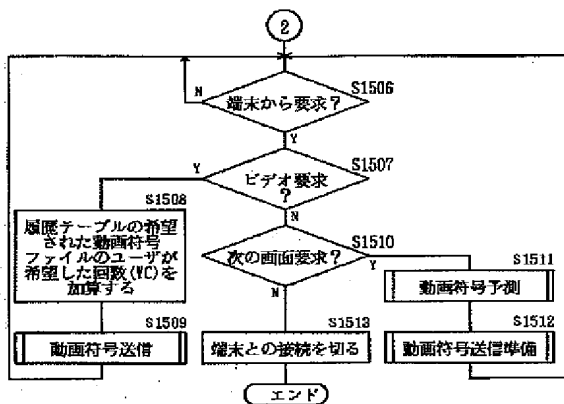 2
S1506
N
端末から要求?
Y
S1507
Y
ビデオ要求
?
N
S1508
履歴テーブルの希望
された動画符号
ファイルのユーザが
希望した回数(WC)を
加算する
S1510
次の画面要求?
Y
N
S1511
動画符号予測
S1509
動画符号送信
S1513
端末との接続を切る
S1512
動画符号送信準備
エンド